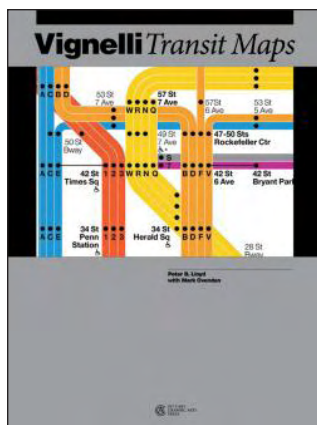 Vignelli Transit Maps
A C B D
53 St
7 Ave
57 St
7 Ave
W R N Q
57 St
6 Ave
53 St
5 Ave
50 St
Bway
49 St
7 Ave
47-50 Sts
Rockefeller Ctr
S
7
42 St
Times Sq
A C E
1 2 3
W R N Q
B D F V
42 St
6 Ave
42 St
Bryant Park
34 St
Penn
Station
A C E
1 2 3
34 St
Herald Sq
B D F V
28 St
Bway
Peter B. Lloyd
with Mark Ovenden